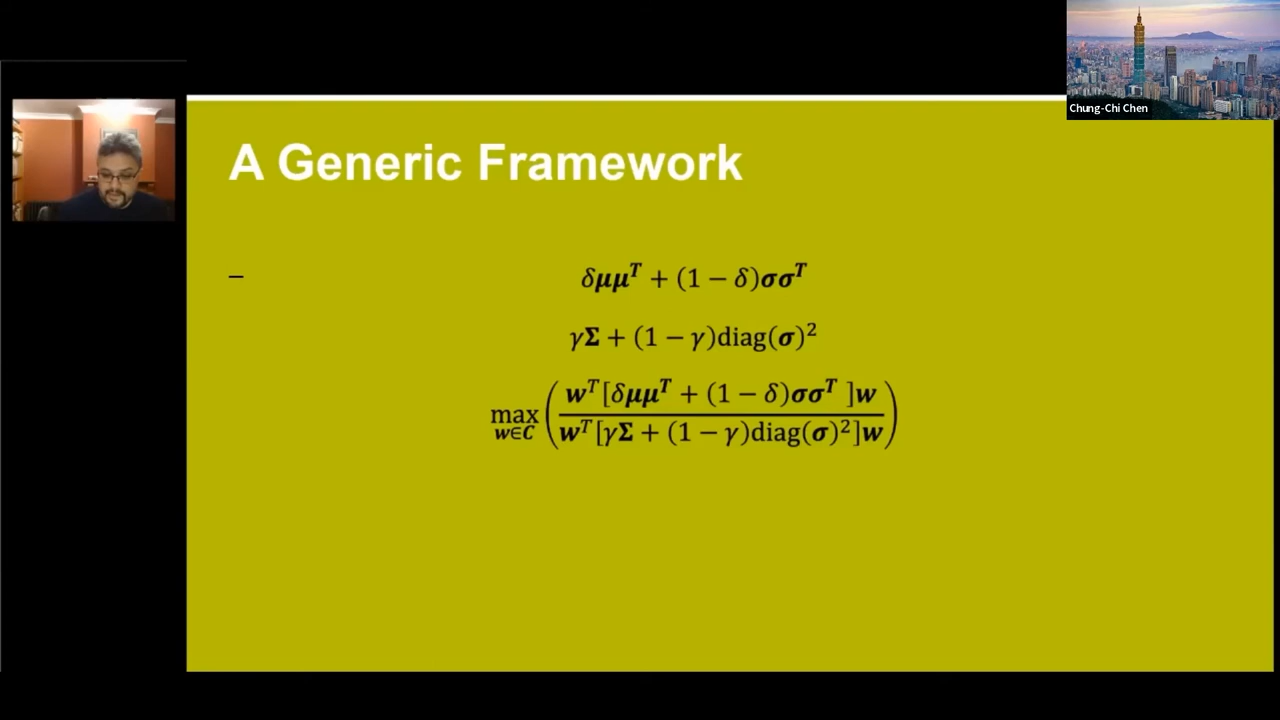 Chung-Chi Chen
A Generic Framework
–
δμμᵀ + (1 − δ)σσᵀ
γΣ + (1 − γ)diag(σ)²
max w∈C ( wᵀ[δμμᵀ + (1 − δ)σσᵀ ]w / wᵀ[γΣ + (1 − γ)diag(σ)²]w )